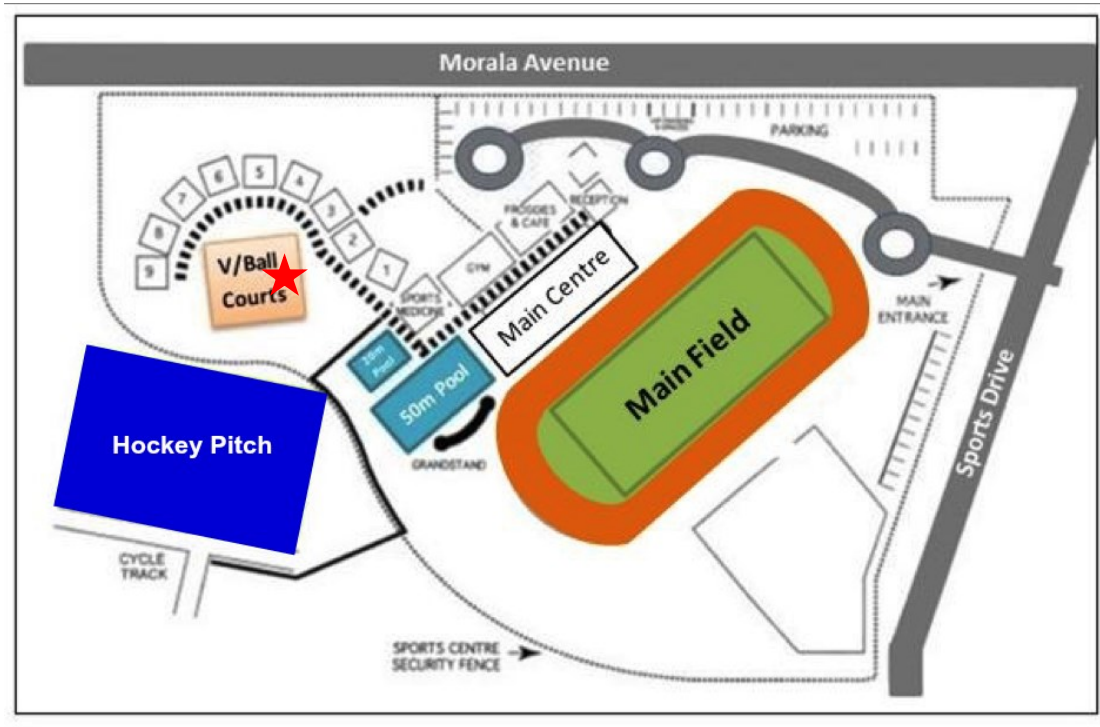 Morala Avenue
PARKING
RECEPTION
FROGGIES
& CAFE
GYM
SPORTS
MEDICINE
1
2
3
4
5
6
7
8
9
V/Ball
Courts
Main Centre
20m
Pool
50m Pool
GRANDSTAND
Main Field
MAIN
ENTRANCE
Sports Drive
Hockey Pitch
CYCLE
TRACK
SPORTS CENTRE
SECURITY FENCE